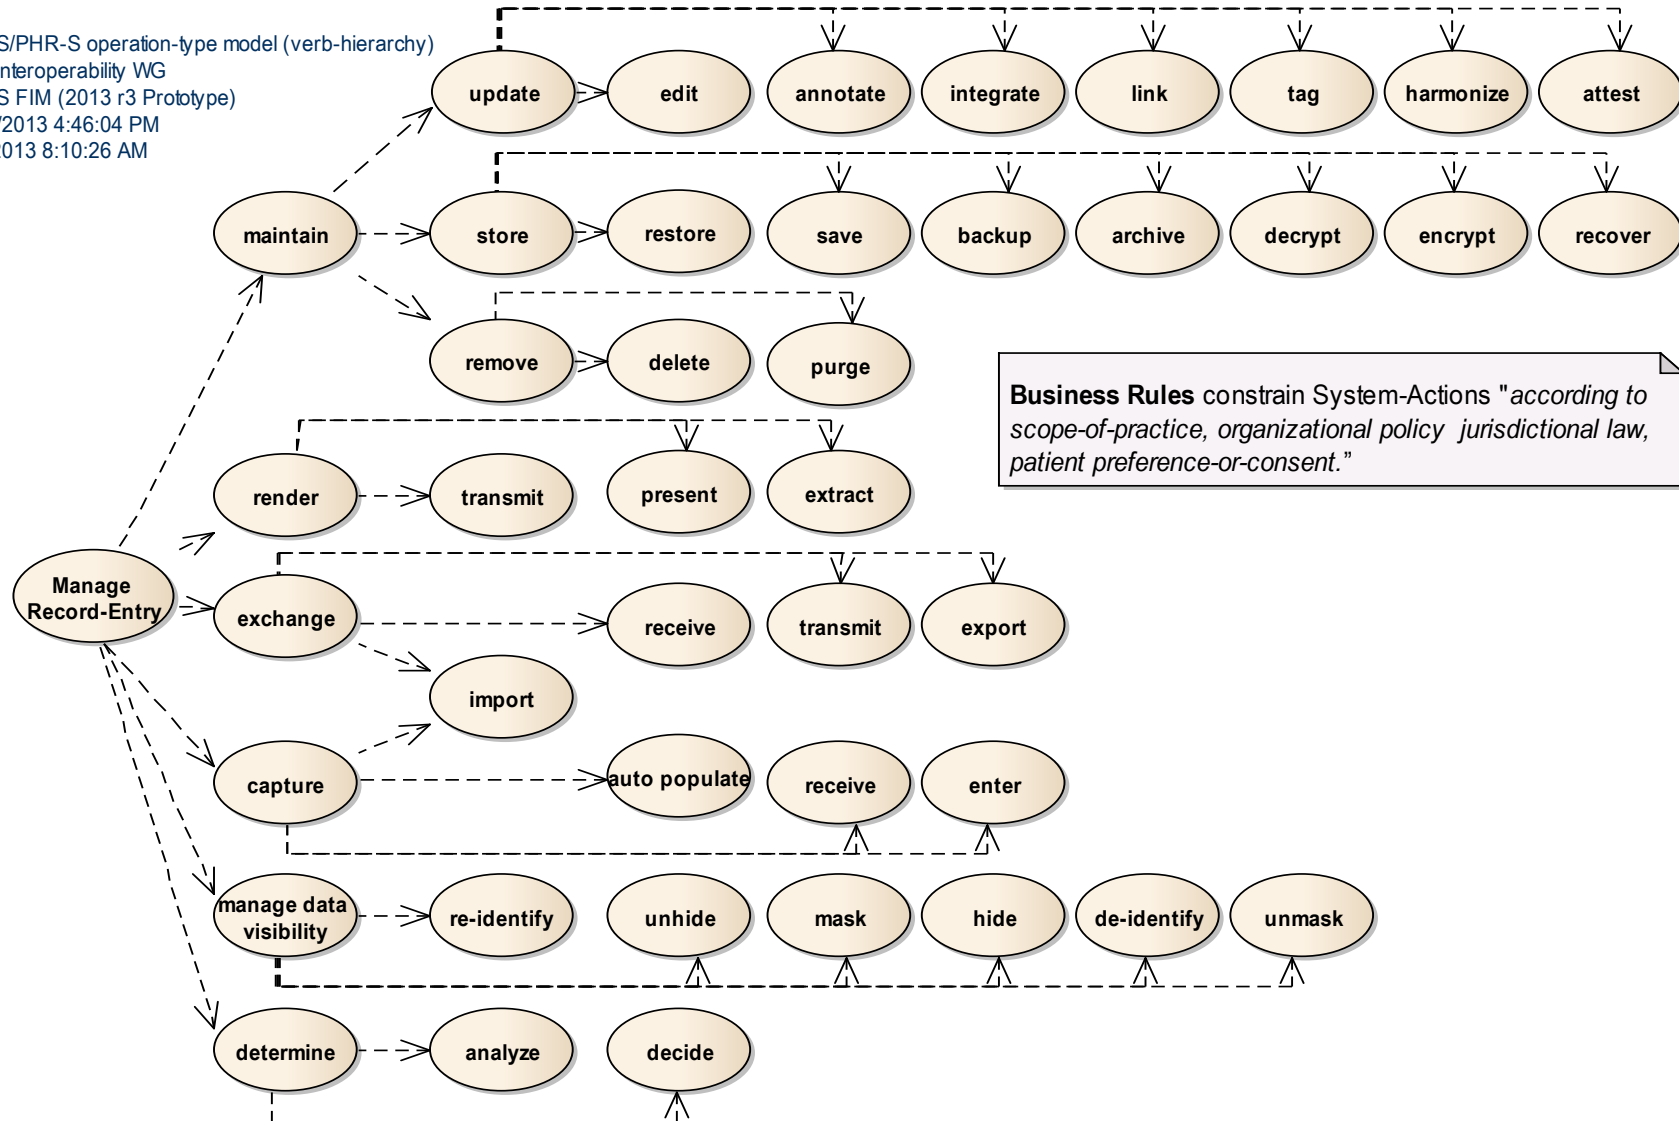 S/PHR-S operation-type model (verb-hierarchy)
nteroperability WG
S FIM (2013 r3 Prototype)
/2013 4:46:04 PM
2013 8:10:26 AM
update
edit
annotate
integrate
link
tag
harmonize
attest
maintain
store
restore
save
backup
archive
decrypt
encrypt
recover
remove
delete
purge
Business Rules constrain System-Actions "according to
scope-of-practice, organizational policy jurisdictional law,
patient preference-or-consent.”
render
transmit
present
extract
Manage
Record-Entry
exchange
receive
transmit
export
import
capture
auto populate
receive
enter
manage data
visibility
re-identify
unhide
mask
hide
de-identify
unmask
determine
analyze
decide